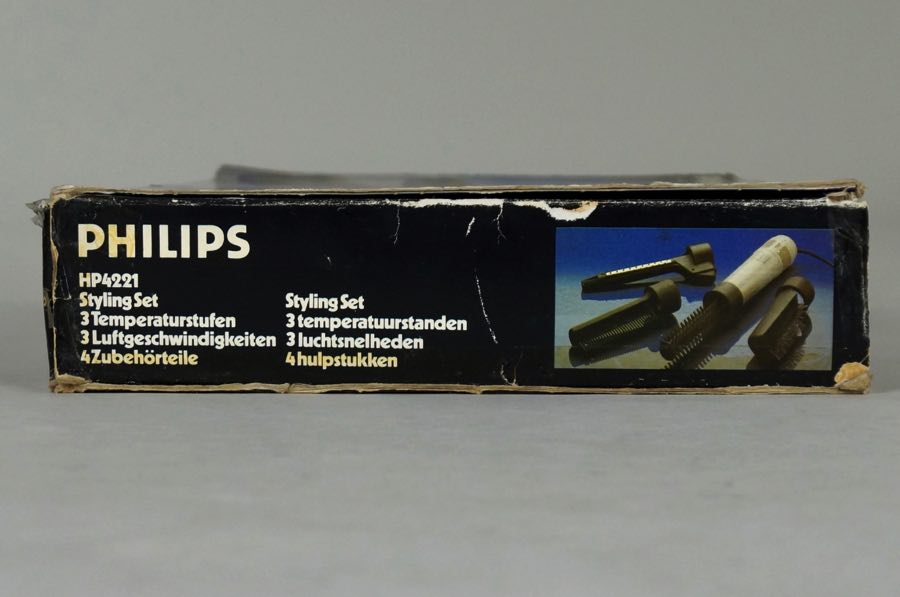 PHILIPS
HP4221
Styling Set
3 Temperaturstufen
3 Luftgeschwindigkeiten
4 Zubehörteile
Styling Set
3 temperatuurstanden
3 luchtsnelheden
4 hulpstukken